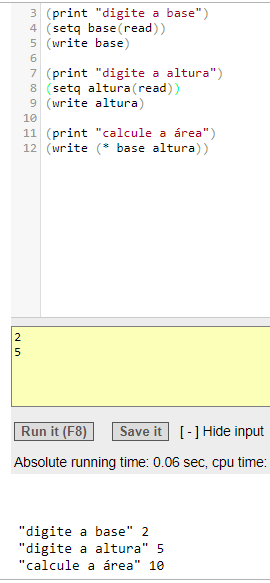 3 (print "digite a base")
4 (setq base(read))
5 (write base)
6
7 (print "digite a altura")
8 (setq altura(read))
9 (write altura)
10
11 (print "calcule a área")
12 (write (* base altura))
2
5
Run it (F8) Save it [ - ] Hide input
Absolute running time: 0.06 sec, cpu time:
"digite a base" 2
"digite a altura" 5
"calcule a área" 10